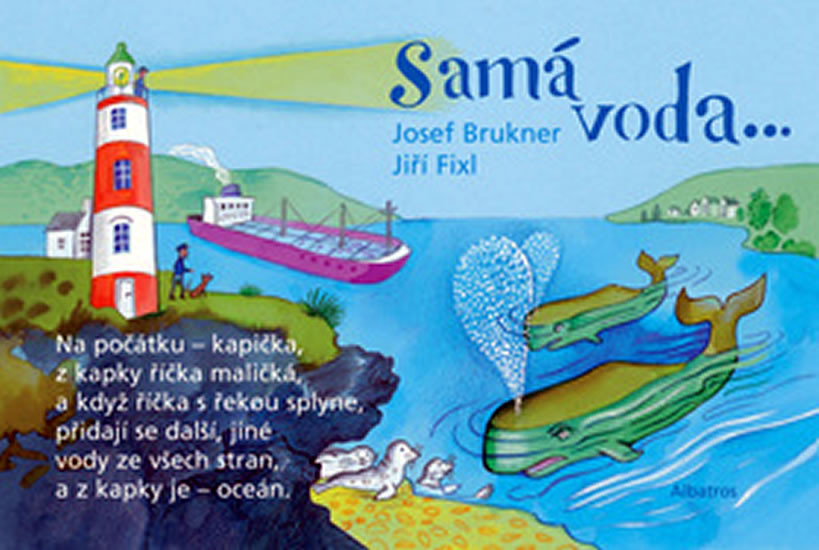 Samá
voda...
Josef Brukner
Jiří Fixl
Na počátku – kapička,
z kapky říčka maličká,
a když říčka s řekou splyne,
přidají se další, jiné
vody ze všech stran,
a z kapky je – oceán.
Albatros